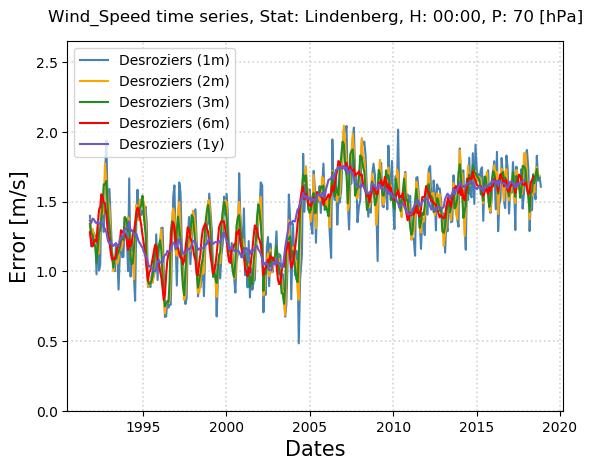 Wind_Speed time series, Stat: Lindenberg, H: 00:00, P: 70 [hPa]
Desroziers (1m)
Desroziers (2m)
Desroziers (3m)
Desroziers (6m)
Desroziers (1y)
Error [m/s]
2.5
2.0
1.5
1.0
0.5
0.0
1995 2000 2005 2010 2015 2020
Dates